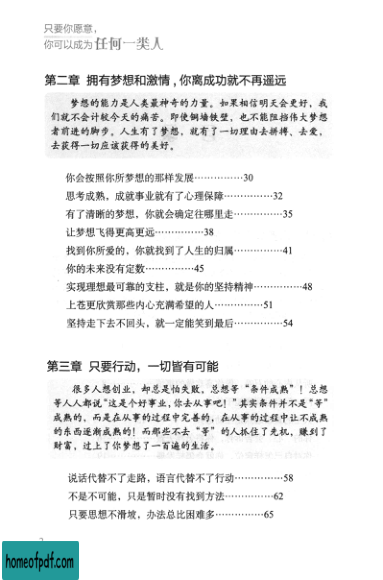 只要你愿意，
你可以成为任何一类人
第二章 拥有梦想和激情，你离成功就不再遥远
梦想的能力是人类最神奇的力量。如果相信明天会更好，我
们就不会计较今天的痛苦。即使铜墙铁壁，也不能阻挡伟大梦想
者前进的脚步。人生有了梦想，就有了一切理由去拼搏、去爱，
去获得一切应该获得的美好。
你会按照你所梦想的那样发展……………30
思考成熟，成就事业就有了心理保障……………32
有了清晰的梦想，你就会确定往哪里走……………35
让梦想飞得更高更远……………38
找到你所爱的，你就找到了人生的归属……………41
你的未来没有定数……………45
实现理想最可靠的支柱，就是你的坚持精神……………48
上苍更欣赏那些内心充满希望的人……………51
坚持走下去不回头，就一定能笑到最后……………54
第三章 只要行动，一切皆有可能
很多人想创业，却总是怕失败，总想等“条件成熟”！总想
等人人都说“这是个好事业，你去从事吧！”其实条件并不是“等”
成熟的，而是在从事的过程中完善的，在从事的过程中让不成熟
的东西逐渐成熟的！而那些不去“等”的人抓住了先机，赚到了
财富，过上了你梦想了一百遍的生活。
说话代替不了走路，语言代替不了行动……………58
不是不可能，只是暂时没有找到方法……………62
只要思想不滑坡，办法总比困难多……………65
homeofpdf.com